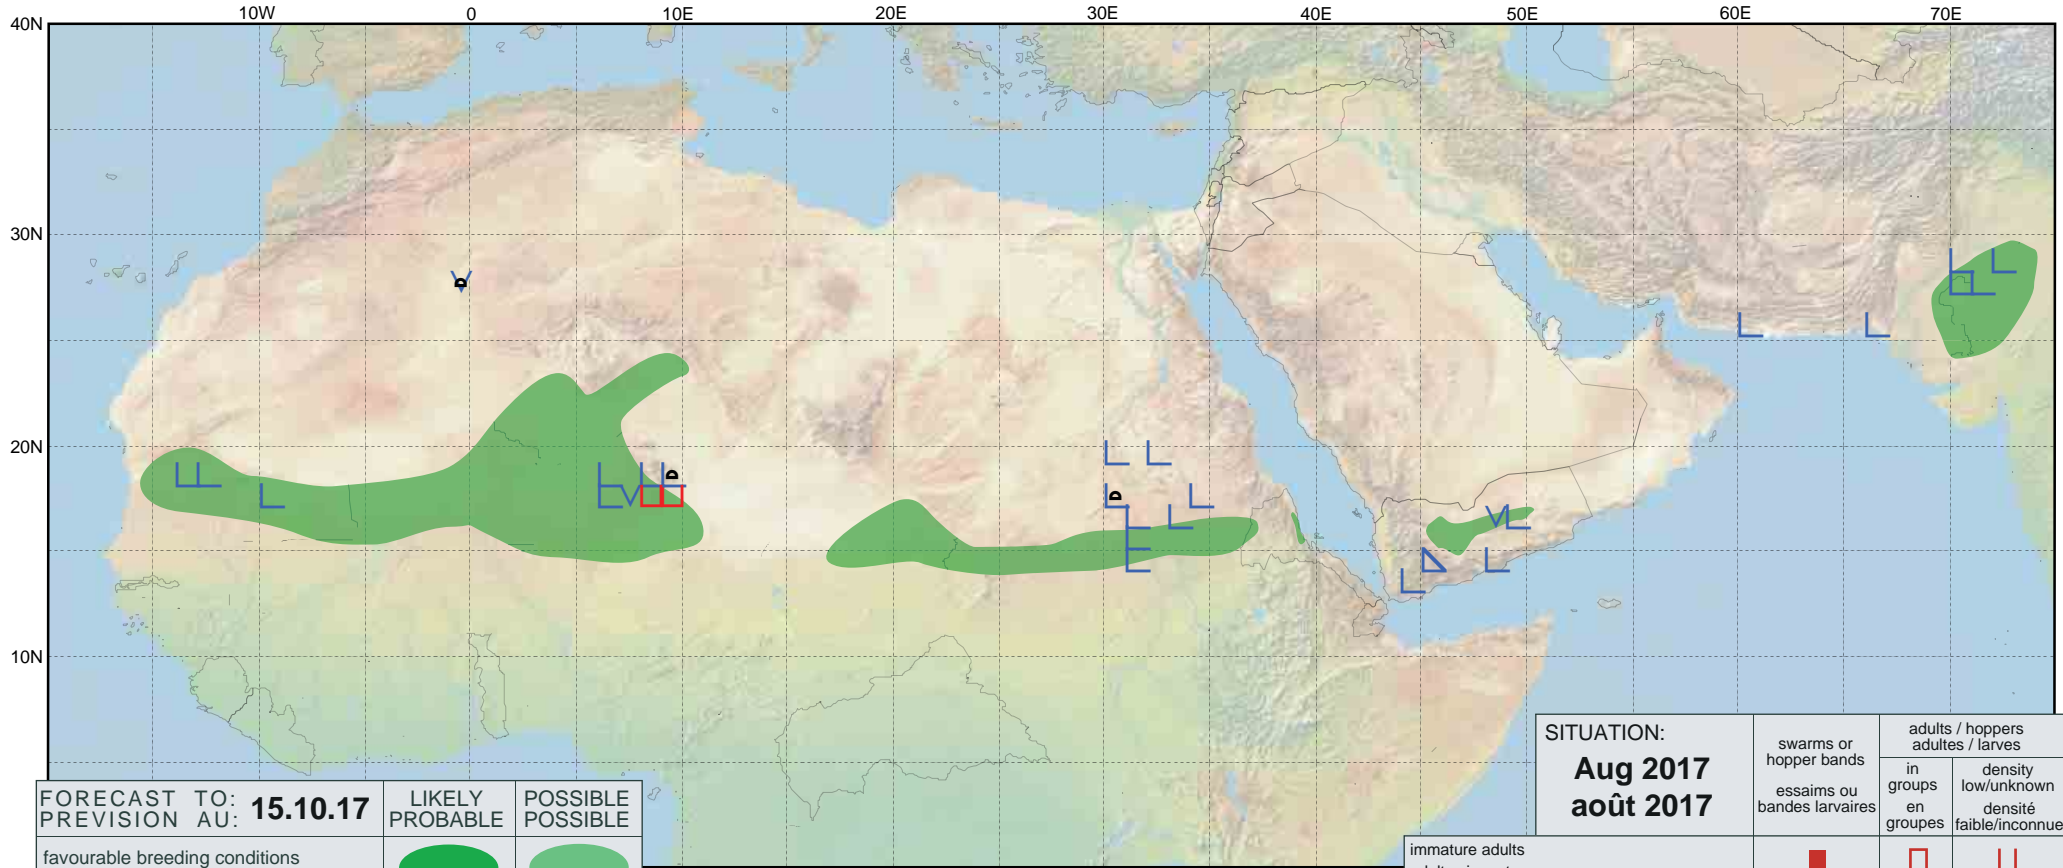 10W 0 10E 20E 30E 40E 50E 60E 70E
40N
30N
20N
10N
D
D
D
FORECAST TO: 15.10.17
PREVISION AU:
LIKELY
PROBABLE
POSSIBLE
POSSIBLE
favourable breeding conditions
SITUATION:
Aug 2017
août 2017
swarms or
hopper bands
essaims ou
bandes larvaires
adults / hoppers
adultes / larves
in
groups
en
groupes
density
low/unknown
densité
faible/inconnue
immature adults